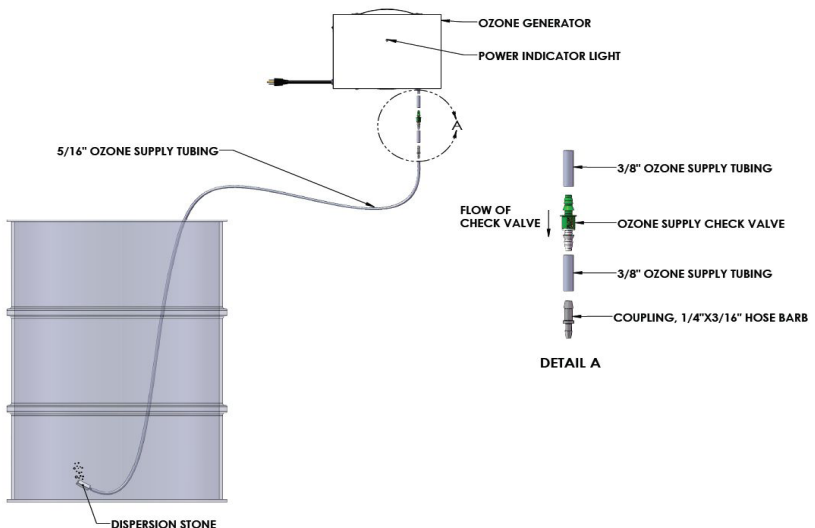 OZONE GENERATOR
POWER INDICATOR LIGHT
A
5/16" OZONE SUPPLY TUBING
3/8" OZONE SUPPLY TUBING
FLOW OF
CHECK VALVE
OZONE SUPPLY CHECK VALVE
3/8" OZONE SUPPLY TUBING
COUPLING, 1/4"X3/16" HOSE BARB
DETAIL A
DISPERSION STONE